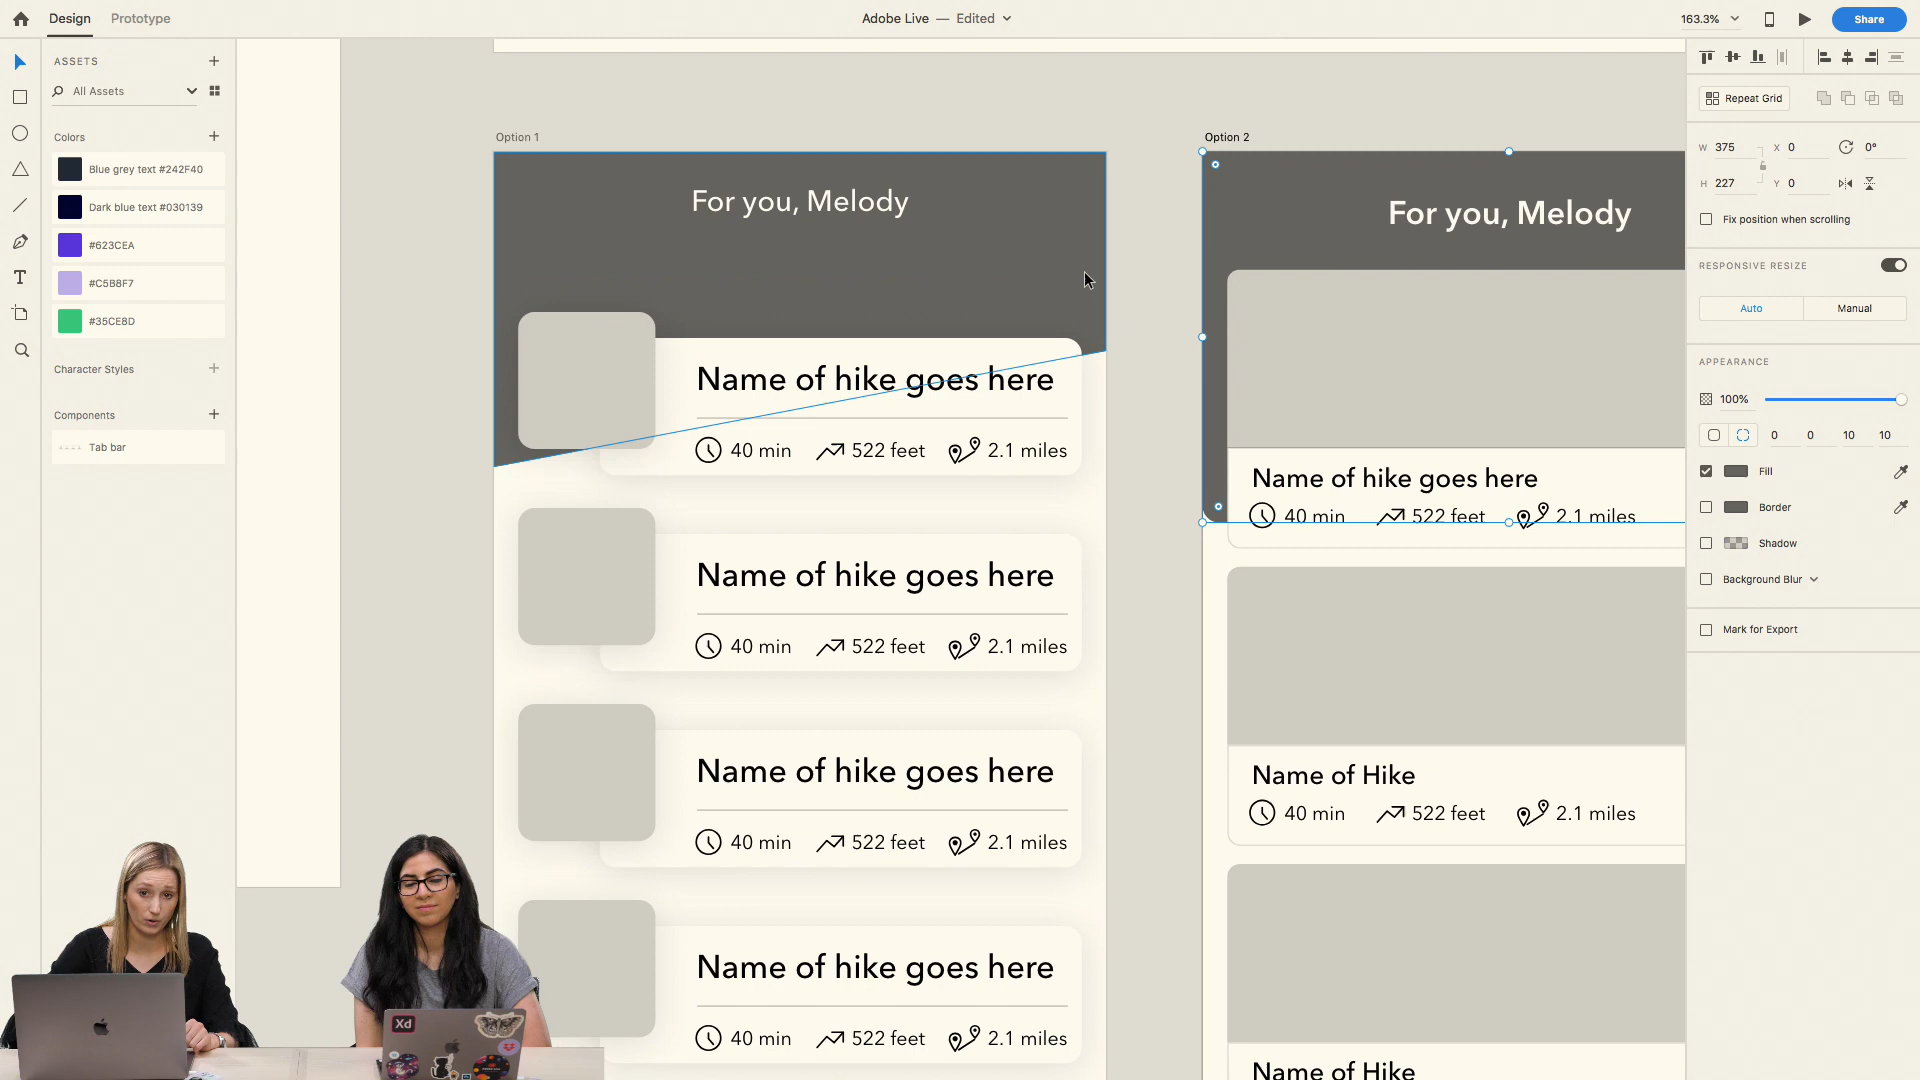 Design
Prototype
Adobe Live — Edited
163.3%
Share
ASSETS
All Assets
Colors
Blue grey text #242F40
Dark blue text #030139
#623CEA
#C5B8F7
#35CE8D
Character Styles
Components
Tab bar
Option 1
For you, Melody
Name of hike goes here
40 min
522 feet
2.1 miles
Name of hike goes here
40 min
522 feet
2.1 miles
Name of hike goes here
40 min
522 feet
2.1 miles
Name of hike goes here
40 min
522 feet
2.1 miles
Option 2
For you, Melody
Name of hike goes here
40 min
522 feet
2.1 miles
Name of Hike
40 min
522 feet
2.1 miles
Name of Hike
Repeat Grid
W 375
X 0
0°
H 227
Y 0
Fix position when scrolling
RESPONSIVE RESIZE
Auto
Manual
APPEARANCE
100%
0 0 10 10
Fill
Border
Shadow
Background Blur
Mark for Export
Xd